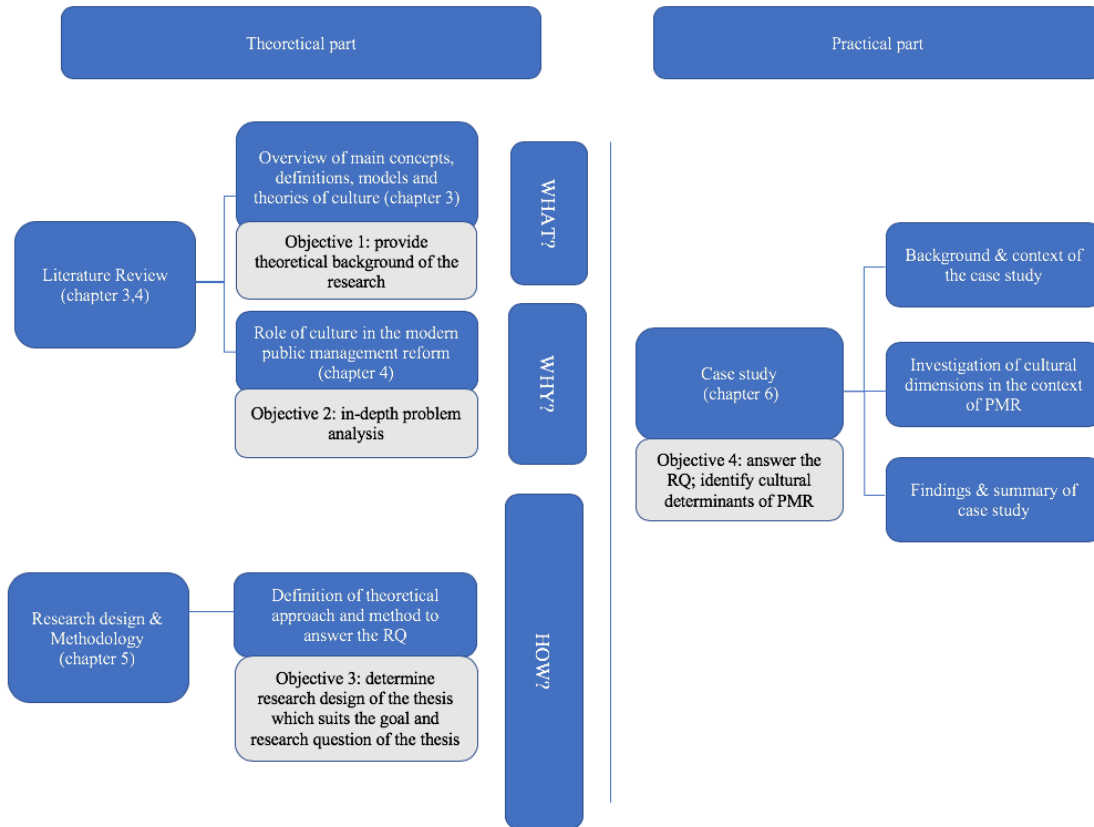 Theoretical part
Practical part
Overview of main concepts,
definitions, models and
theories of culture (chapter 3)
Objective 1: provide
theoretical background of the
research
WHAT?
Literature Review
(chapter 3,4)
Role of culture in the modern
public management reform
(chapter 4)
Objective 2: in-depth problem
analysis
WHY?
Research design &
Methodology
(chapter 5)
Definition of theoretical
approach and method to
answer the RQ
Objective 3: determine
research design of the thesis
which suits the goal and
research question of the thesis
HOW?
Case study
(chapter 6)
Objective 4: answer the
RQ; identify cultural
determinants of PMR
Background & context of
the case study
Investigation of cultural
dimensions in the context
of PMR
Findings & summary of
case study